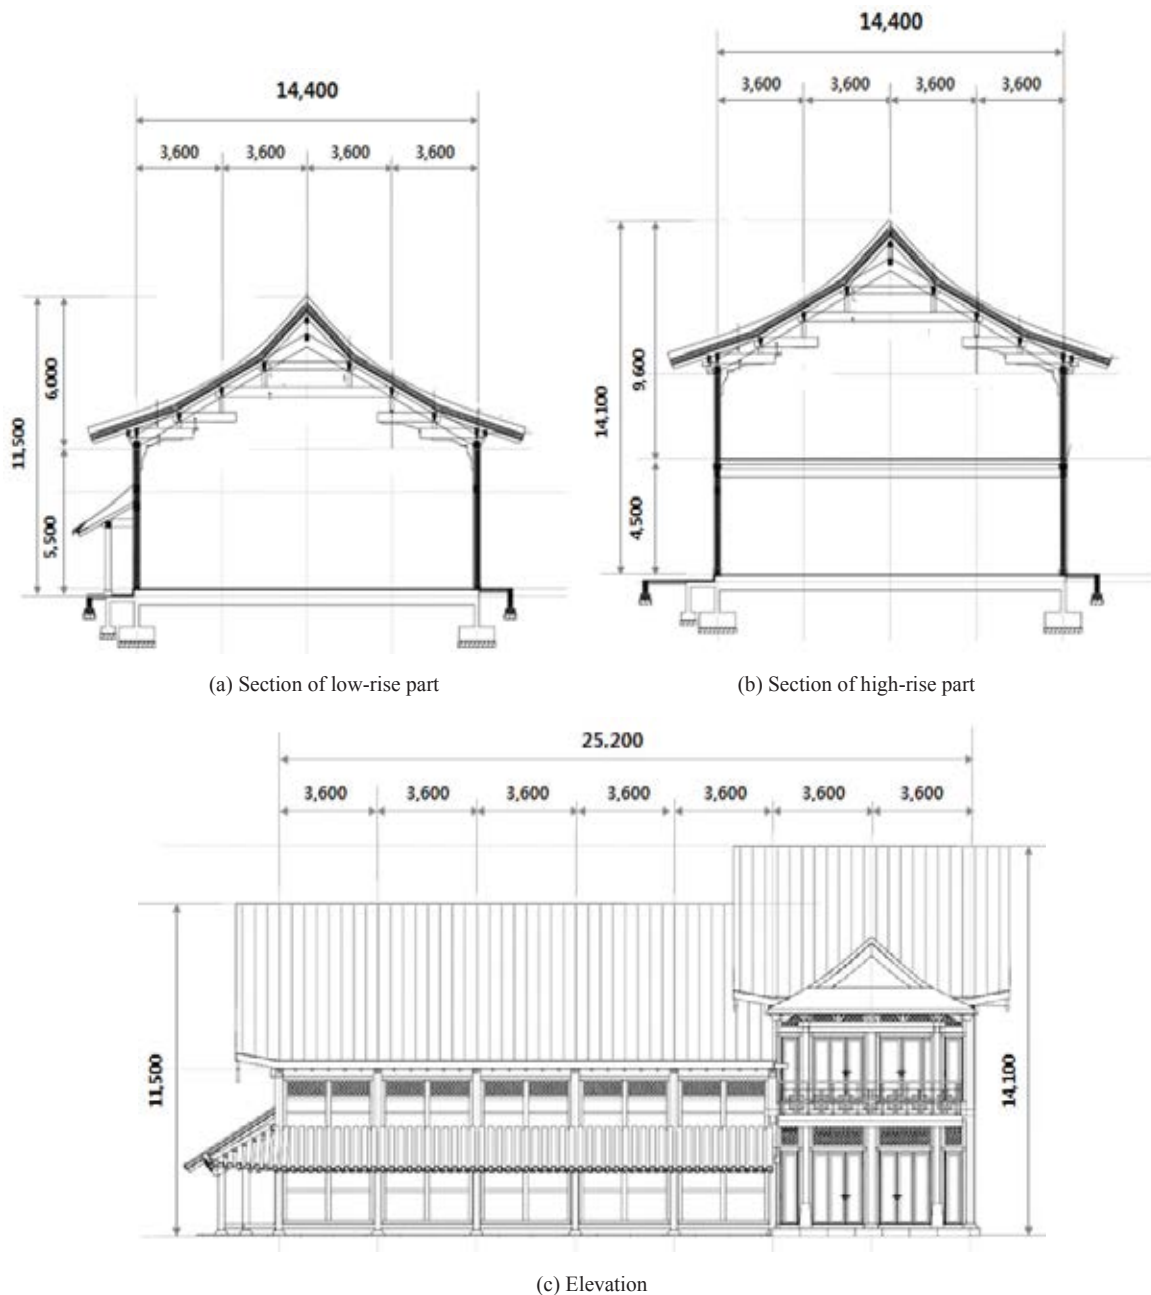 14,400
3,600 3,600 3,600 3,600
11,500
6,000
5,500
(a) Section of low-rise part
14,400
3,600 3,600 3,600 3,600
14,100
9,600
4,500
(b) Section of high-rise part
25.200
3,600 3,600 3,600 3,600 3,600 3,600 3,600
11,500
14,100
(c) Elevation